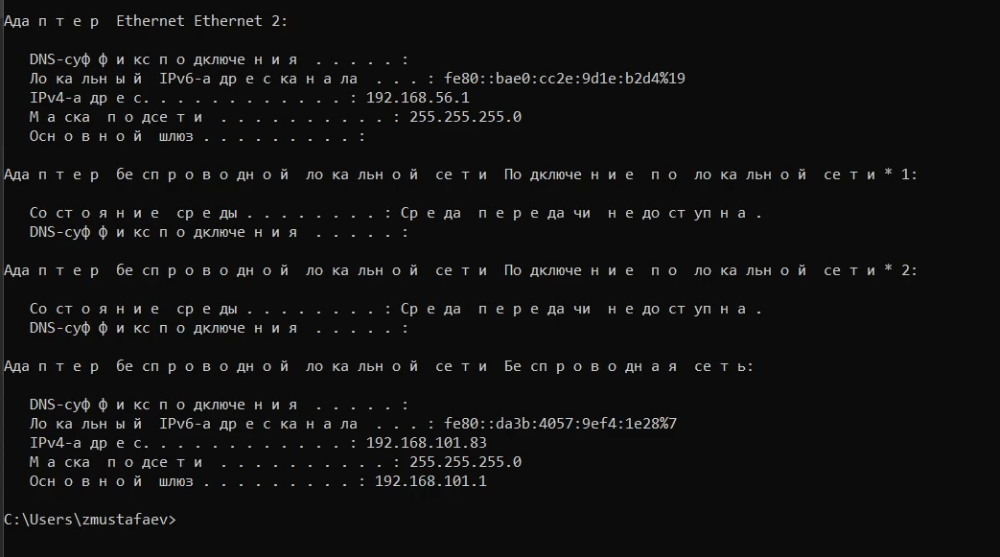 Адаптер Ethernet Ethernet 2:
DNS-суффикс подключения . . . . . :
Локальный IPv6-адрес канала . . . : fe80::bae0:cc2e:9d1e:b2d4%19
IPv4-адрес. . . . . . . . . . . . : 192.168.56.1
Маска подсети . . . . . . . . . . : 255.255.255.0
Основной шлюз . . . . . . . . . :
Адаптер беспроводной локальной сети Подключение по локальной сети* 1:
Состояние среды . . . . . . . . : Среда передачи недоступна.
DNS-суффикс подключения . . . . . :
Адаптер беспроводной локальной сети Подключение по локальной сети* 2:
Состояние среды . . . . . . . . : Среда передачи недоступна.
DNS-суффикс подключения . . . . . :
Адаптер беспроводной локальной сети Беспроводная сеть:
DNS-суффикс подключения . . . . . :
Локальный IPv6-адрес канала . . . : fe80::da3b:4057:9ef4:1e28%7
IPv4-адрес. . . . . . . . . . . . : 192.168.101.83
Маска подсети . . . . . . . . . . : 255.255.255.0
Основной шлюз . . . . . . . . . : 192.168.101.1
C:\Users\zmustafaev>